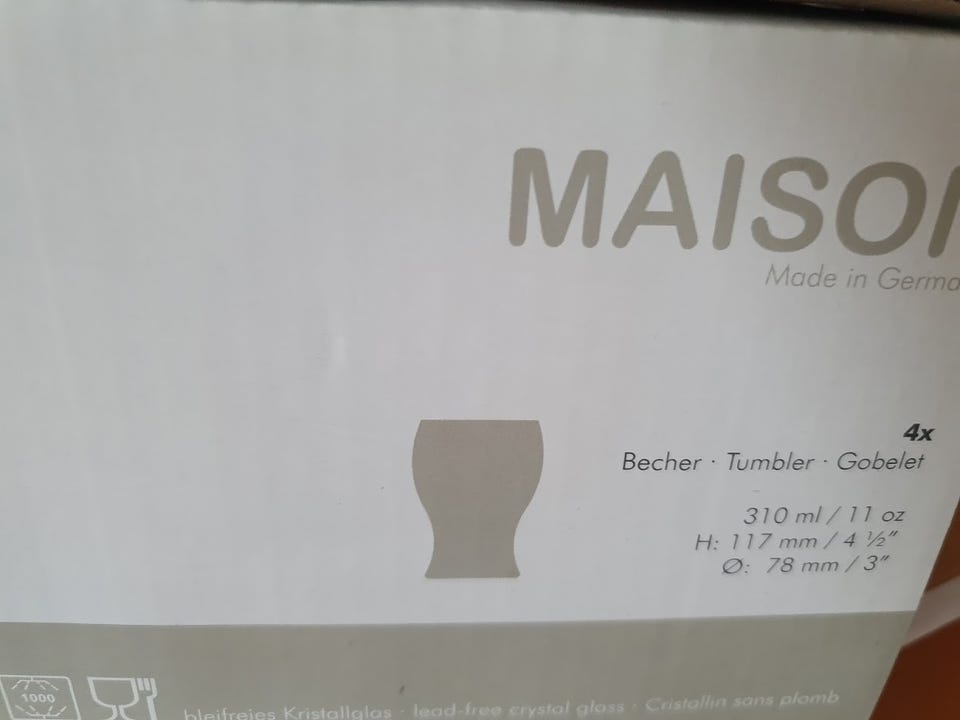 MAISON
Made in Germa
4x
Becher · Tumbler · Gobelet
310 ml / 11 oz
H: 117 mm / 4 ½"
Ø: 78 mm / 3"
1000
bleifreies Kristallglas · lead-free crystal glass · Cristallin sans plomb